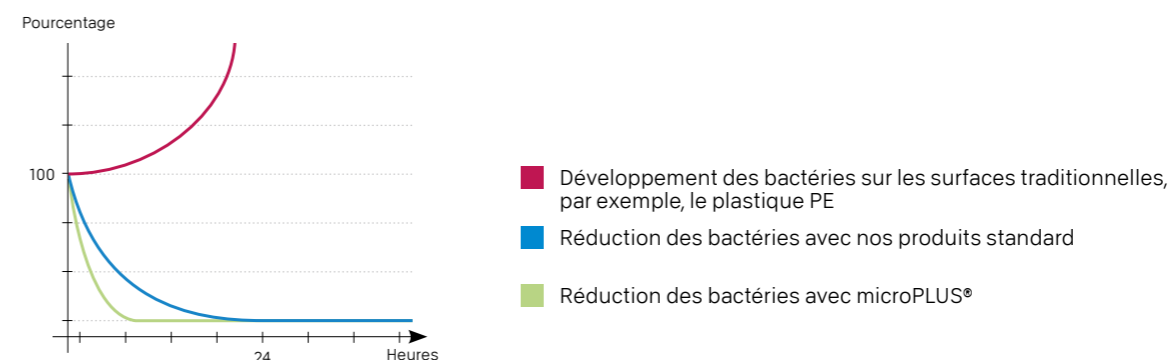 Pourcentage
100
24
Heures
Développement des bactéries sur les surfaces traditionnelles,
par exemple, le plastique PE
Réduction des bactéries avec nos produits standard
Réduction des bactéries avec microPLUS®